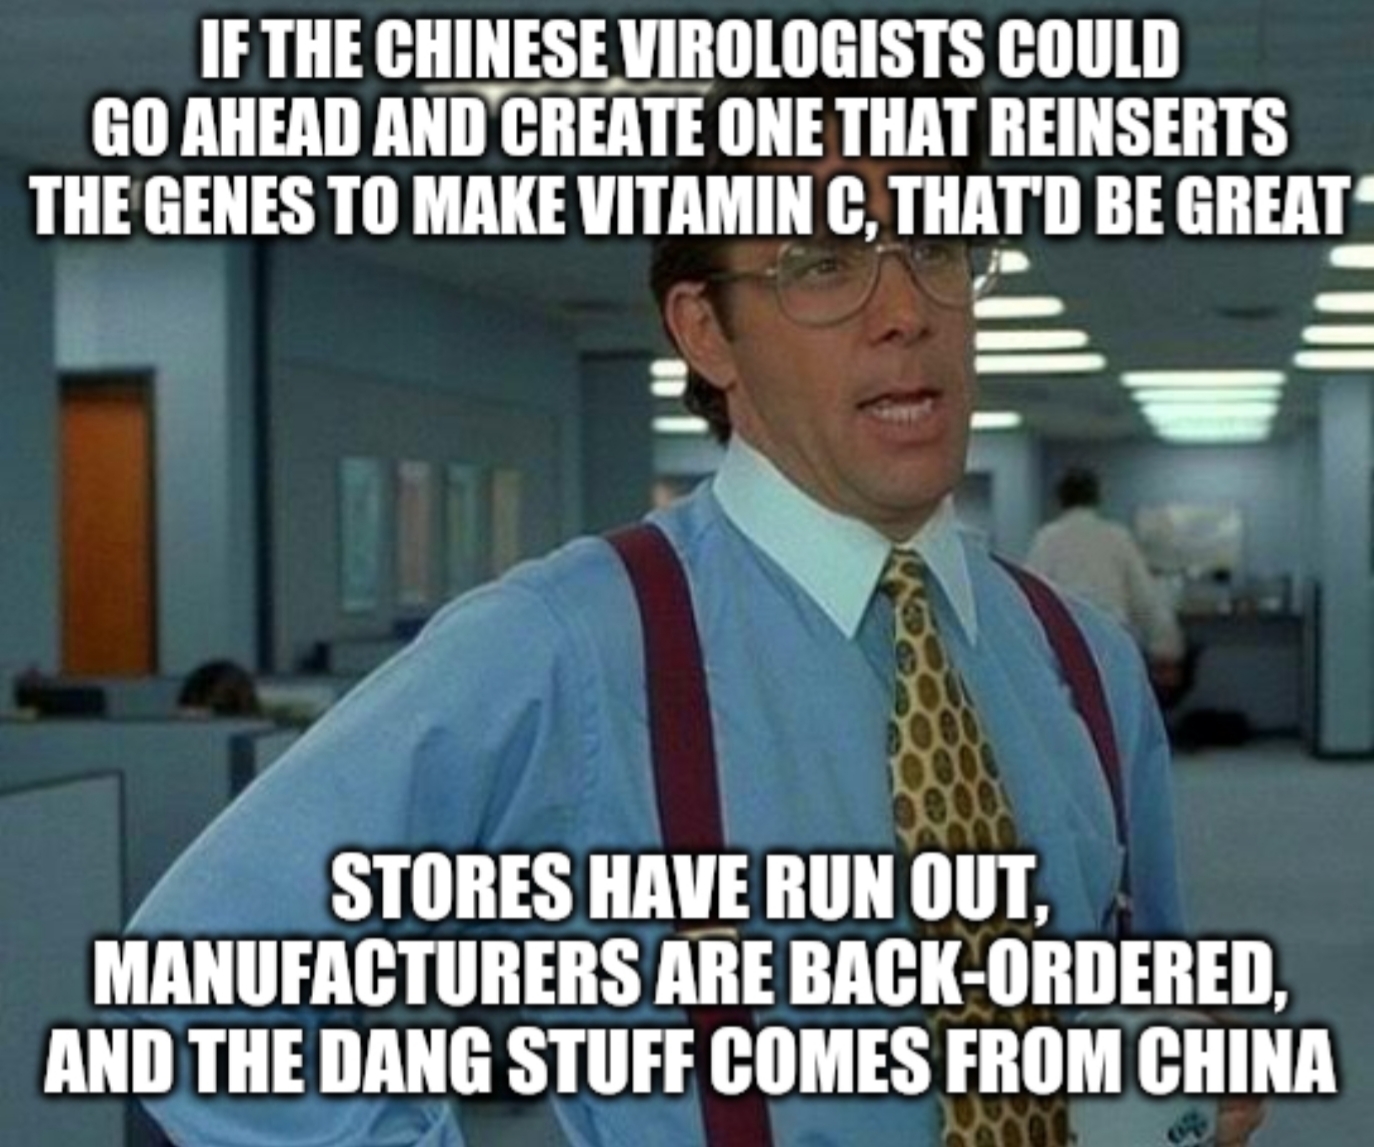 IF THE CHINESE VIROLOGISTS COULD
GO AHEAD AND CREATE ONE THAT REINSERTS
THE GENES TO MAKE VITAMIN C, THAT'D BE GREAT
STORES HAVE RUN OUT,
MANUFACTURERS ARE BACK-ORDERED,
AND THE DANG STUFF COMES FROM CHINA